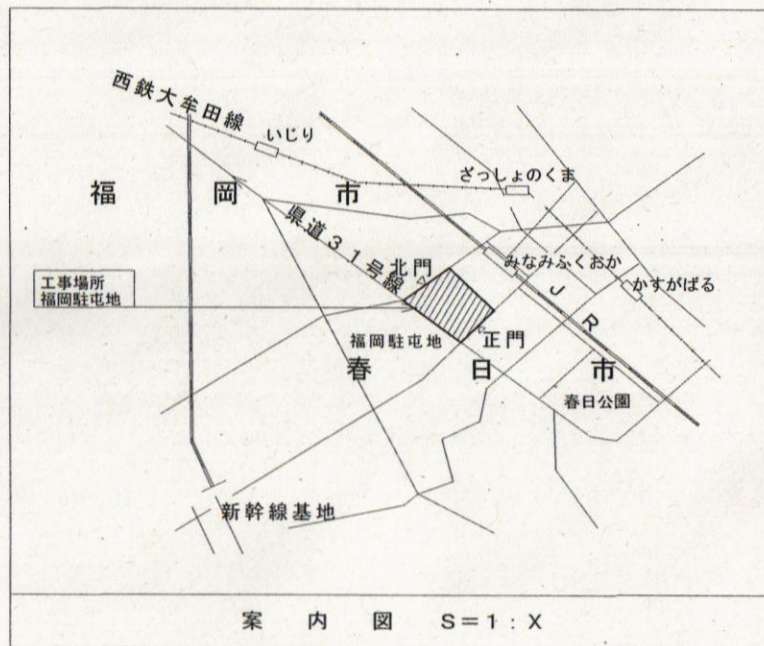 西鉄大牟田線
いじり
ざっしょのくま
福岡市
県道31号線
北門
みなみふくおか
かすがばる
JR
工事場所
福岡駐屯地
福岡駐屯地
正門
春日市
春日公園
新幹線基地
案内図 S=1:X